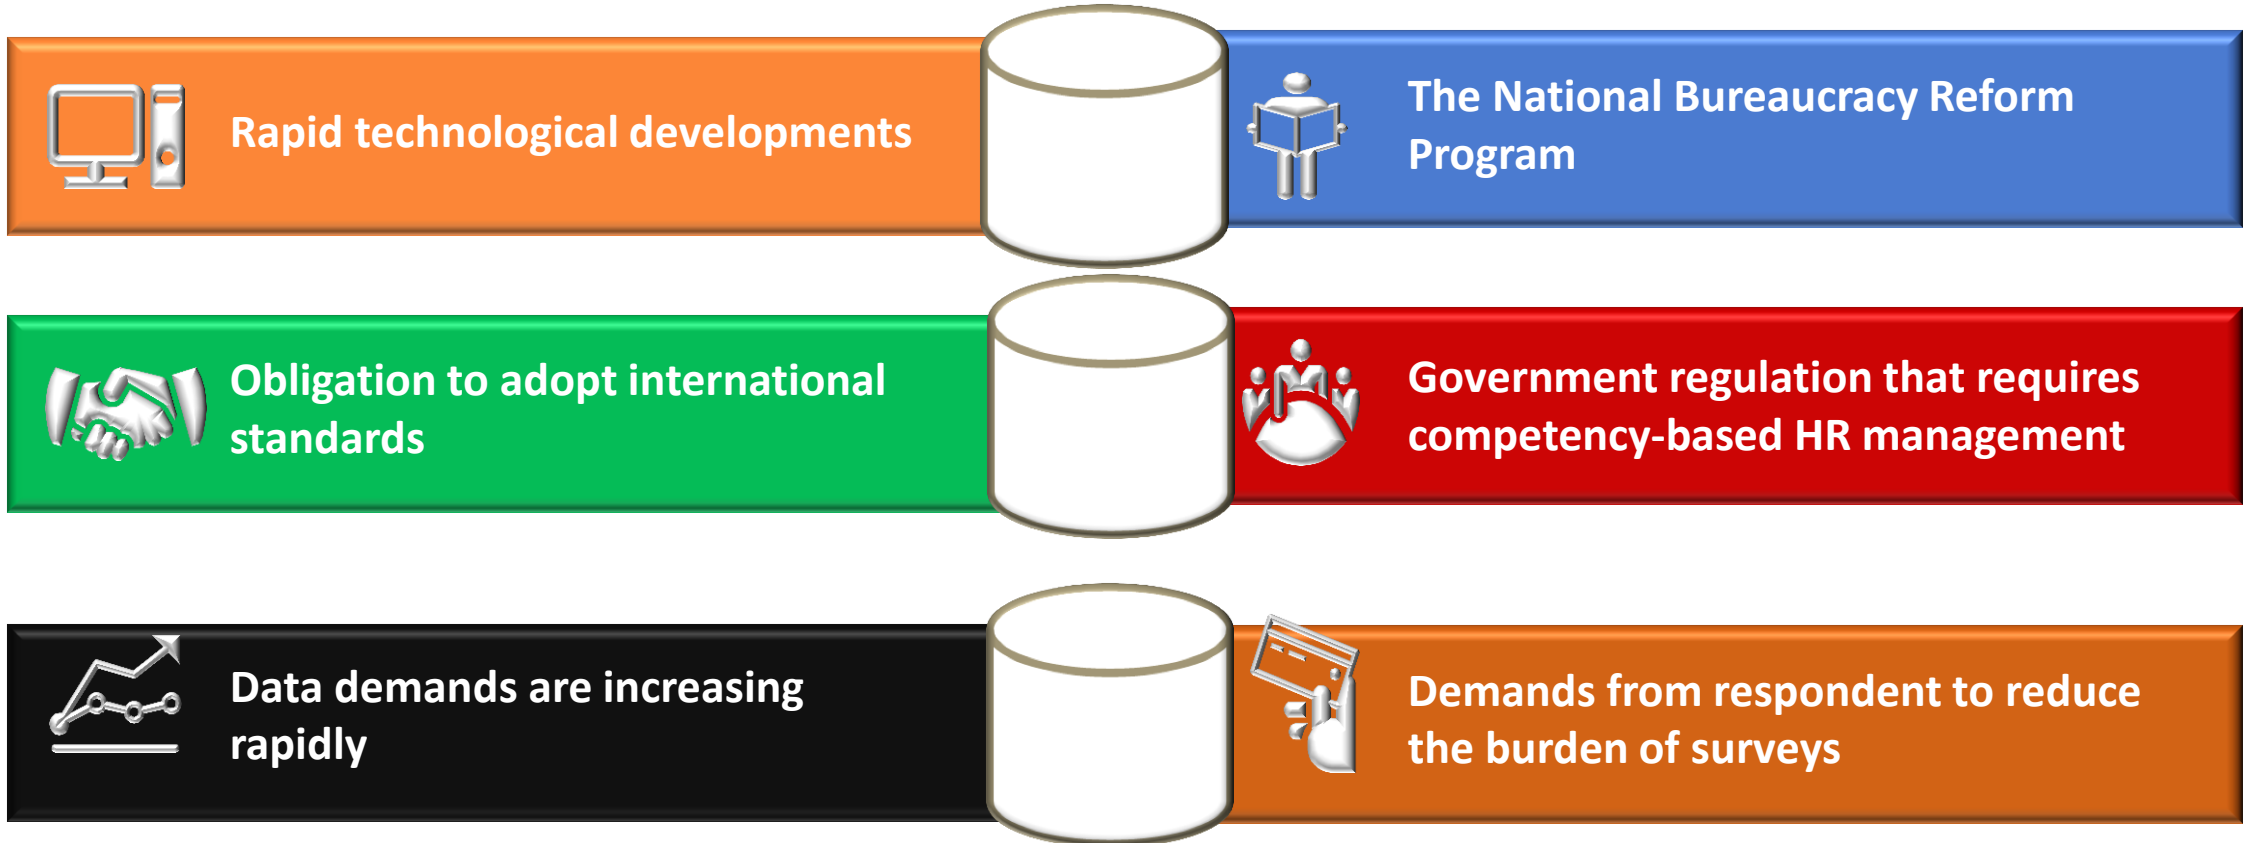 Rapid technological developments
The National Bureaucracy Reform
Program
Obligation to adopt international
standards
Government regulation that requires
competency-based HR management
Data demands are increasing
rapidly
Demands from respondent to reduce
the burden of surveys